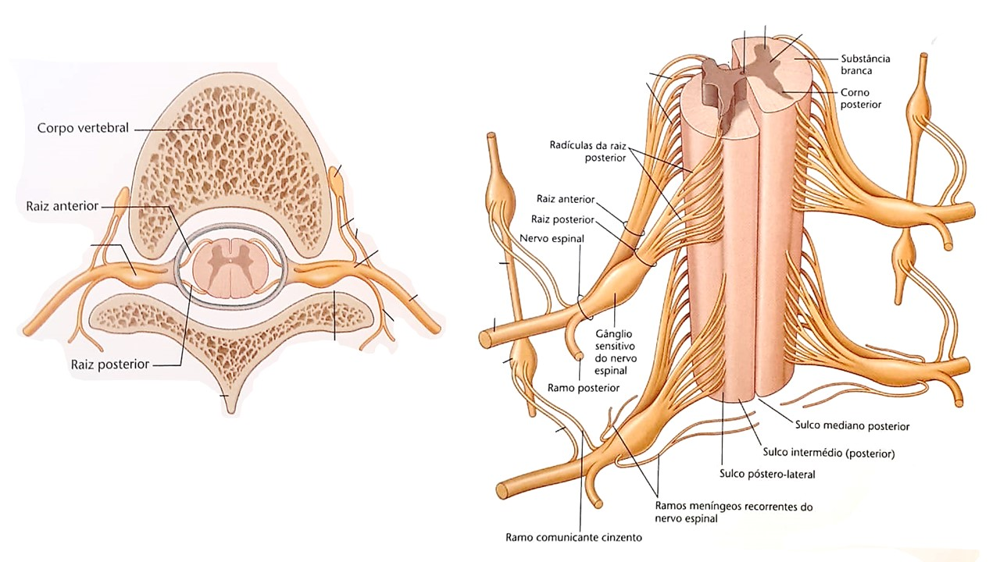 Corpo vertebral
Raiz anterior
Raiz posterior
Substância
branca
Corno
posterior
Radículas da raiz
posterior
Raiz anterior
Raiz posterior
Nervo espinal
Gânglio
sensitivo
do nervo
espinal
Ramo posterior
Sulco mediano posterior
Sulco intermédio (posterior)
Sulco póstero-lateral
Ramos meníngeos recorrentes do
nervo espinal
Ramo comunicante cinzento